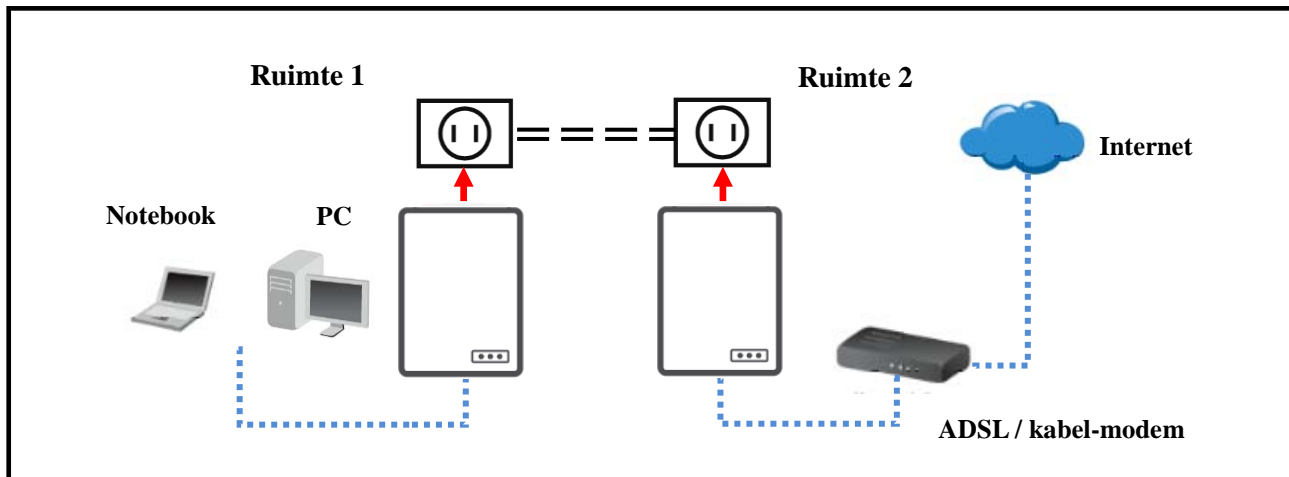 Ruimte 1
Ruimte 2
Internet
Notebook
PC
ADSL / kabel-modem